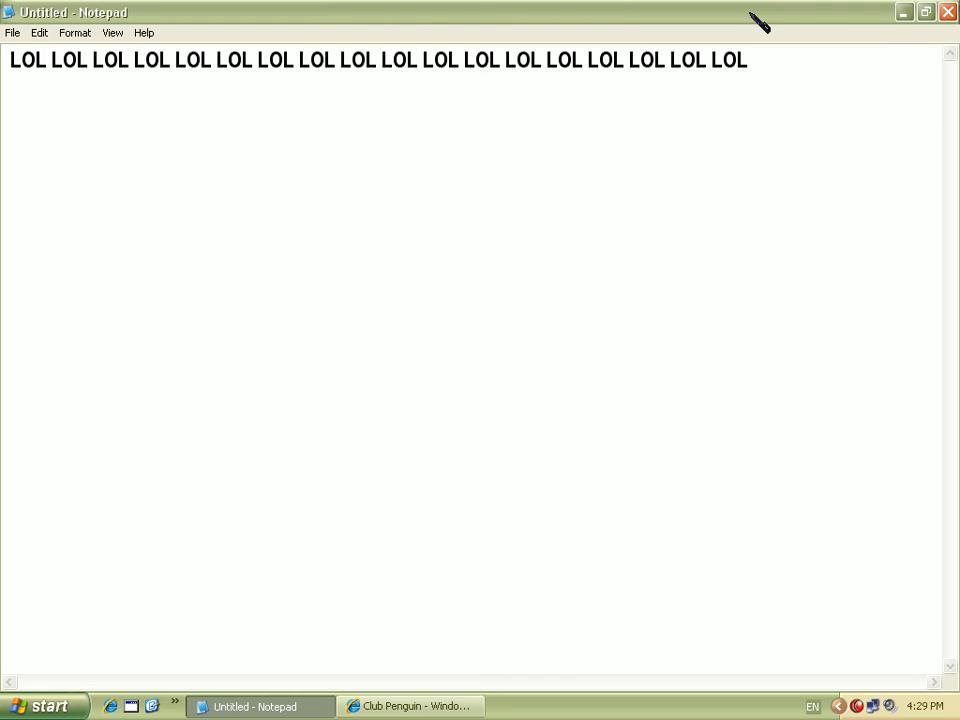 Untitled - Notepad
File Edit Format View Help
LOL LOL LOL LOL LOL LOL LOL LOL LOL LOL LOL LOL LOL LOL LOL LOL LOL LOL
start » Untitled - Notepad Club Penguin - Windo... EN 4:29 PM